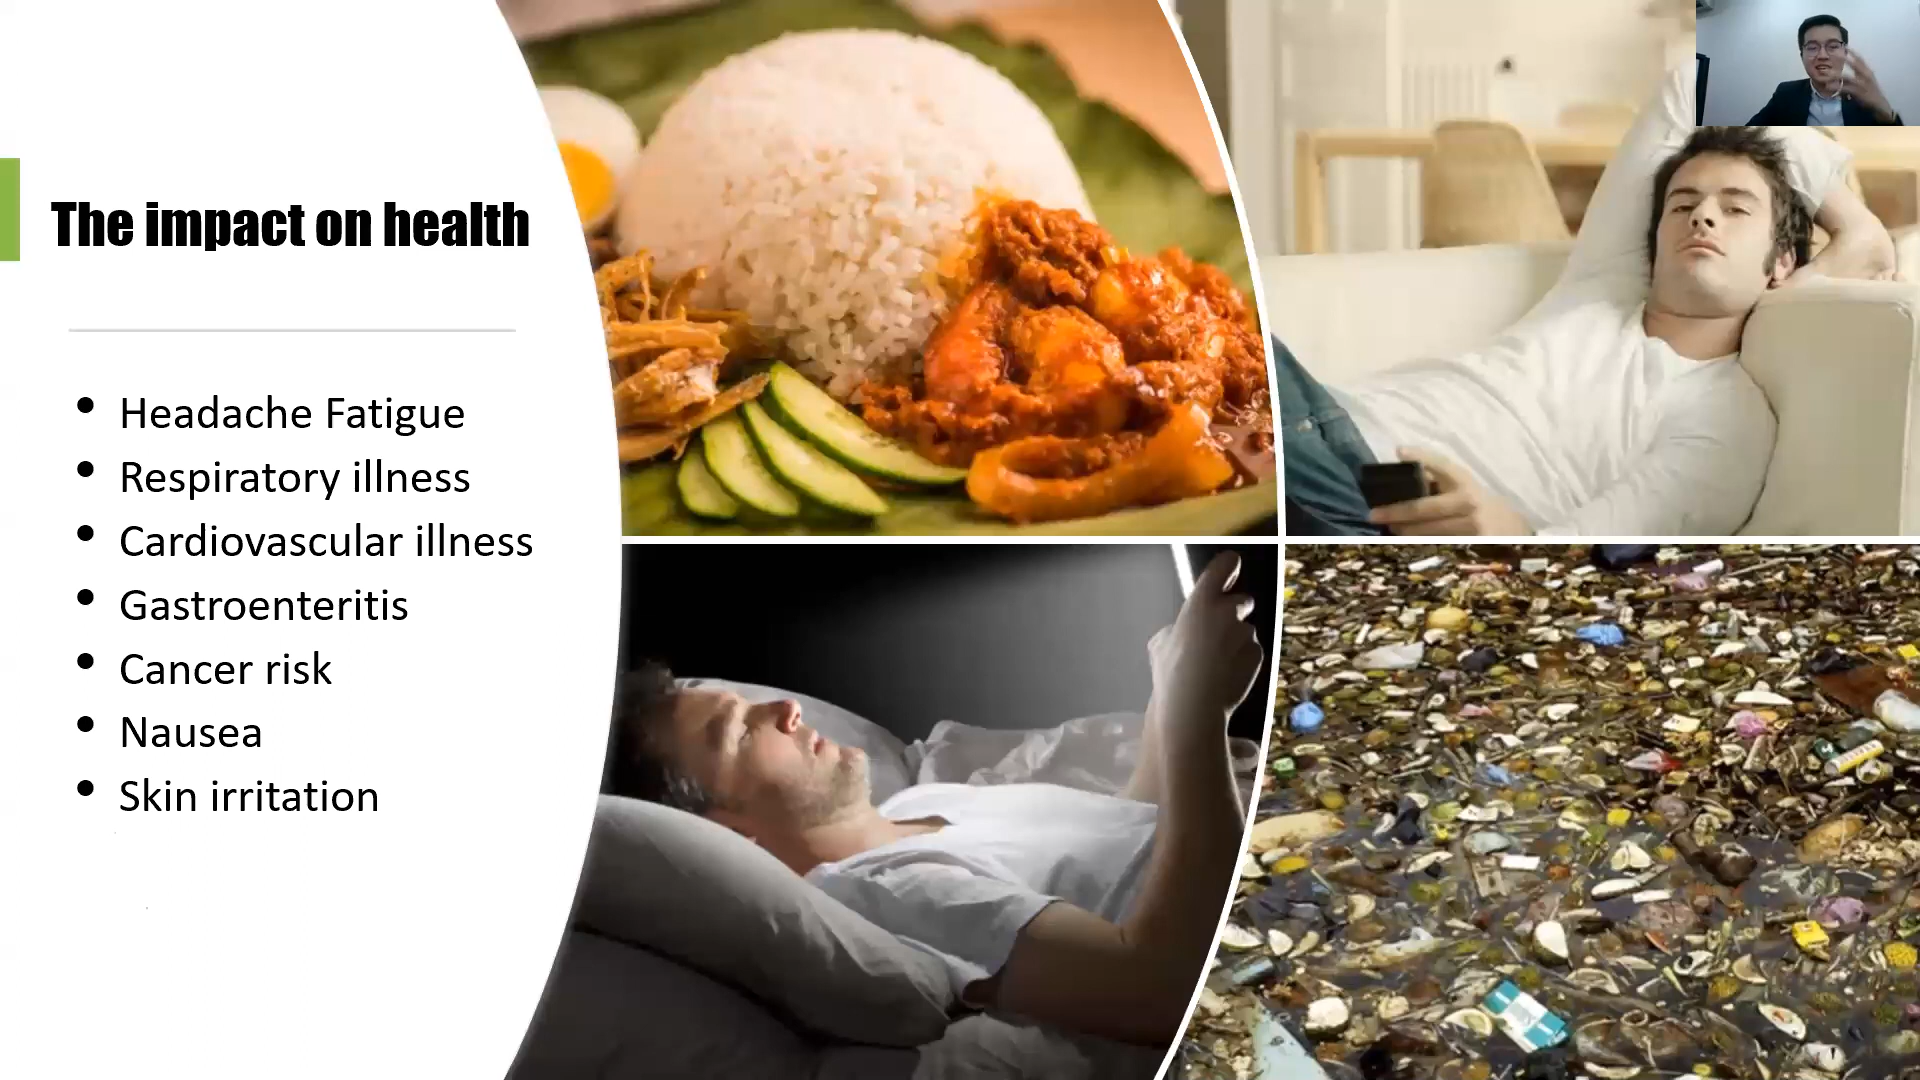 The impact on health
• Headache Fatigue
• Respiratory illness
• Cardiovascular illness
• Gastroenteritis
• Cancer risk
• Nausea
• Skin irritation